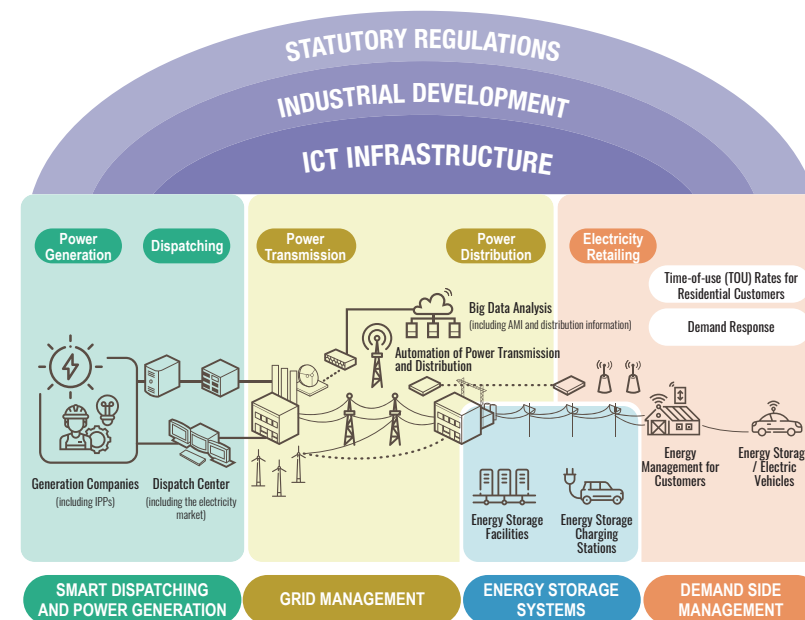 STATUTORY REGULATIONS
INDUSTRIAL DEVELOPMENT
ICT INFRASTRUCTURE
Power
Generation
Dispatching
Power
Transmission
Power
Distribution
Electricity
Retailing
Time-of-use (TOU) Rates for
Residential Customers
Demand Response
Big Data Analysis
(including AMI and distribution information)
Automation of Power Transmission
and Distribution
Generation Companies
(including IPPs)
Dispatch Center
(including the electricity
market)
Energy Storage
Facilities
Energy Storage
Charging
Stations
Energy
Management for
Customers
Energy Storag
/ Electric
Vehicles
SMART DISPATCHING
AND POWER GENERATION
GRID MANAGEMENT
ENERGY STORAGE
SYSTEMS
DEMAND SIDE
MANAGEMENT